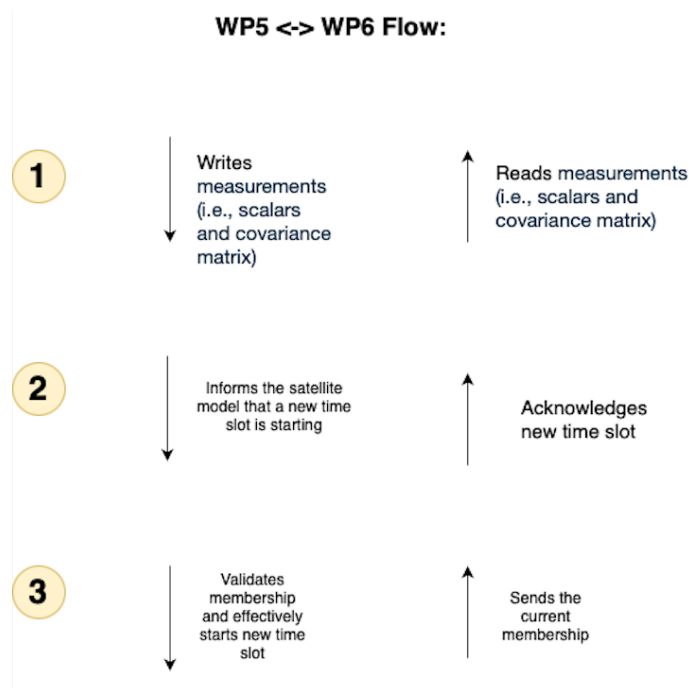 WP5 <-> WP6 Flow:
1
Writes
measurements
(i.e., scalars
and covariance
matrix)
Reads measurements
(i.e., scalars and
covariance matrix)
2
Informs the satellite
model that a new time
slot is starting
Acknowledges
new time slot
3
Validates
membership
and effectively
starts new time
slot
Sends the
current
membership